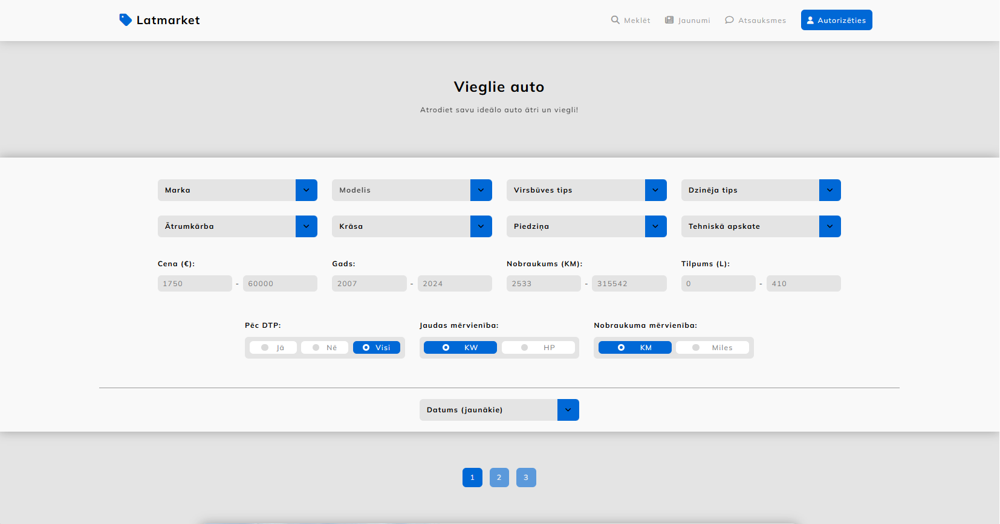 Latmarket
Meklēt Jaunumi Atsauksmes Autorizēties
Vieglie auto
Atrodiet savu ideālo auto ātri un viegli!
Marka Modelis Virsbūves tips Dzinēja tips
Ātrumkārba Krāsa Piedziņa Tehniskā apskate
Cena (€): Gads: Nobraukums (KM): Tilpums (L):
1750 - 60000 2007 - 2024 2533 - 315542 0 - 410
Pēc DTP: Jaudas mērvienība: Nobraukuma mērvienība:
Jā Nē Visi KW HP KM Miles
Datums (jaunākie)
1 2 3